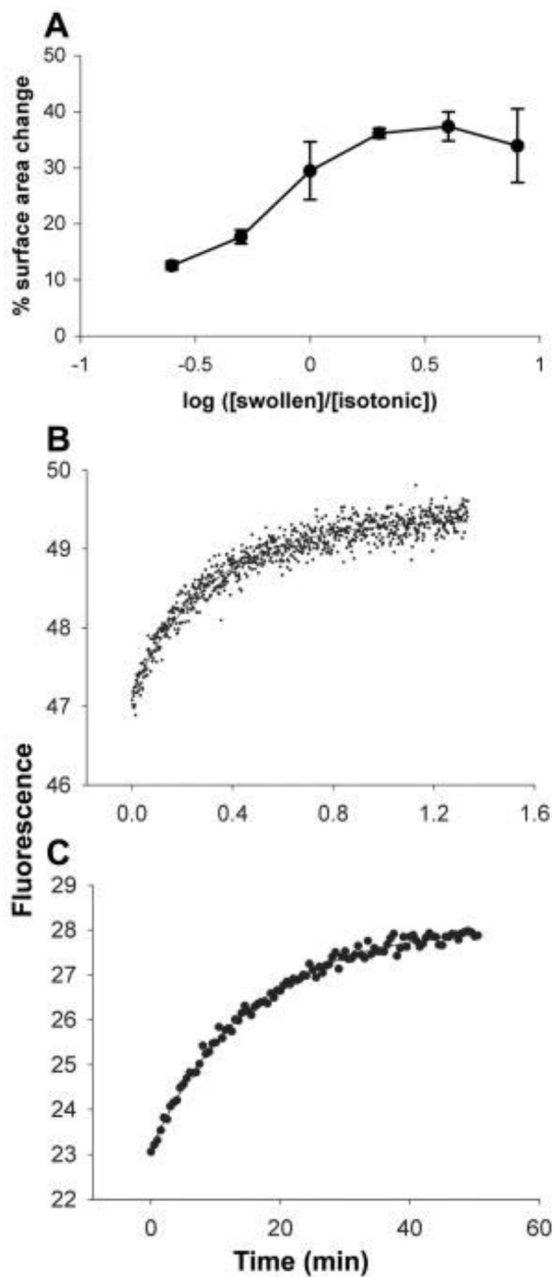 A
% surface area change
50
40
30
20
10
0
-1 -0.5 0 0.5 1
log ([swollen]/[isotonic])
B
Fluorescence
50
49
48
47
46
0.0 0.4 0.8 1.2 1.6
C
29
28
27
26
25
24
23
22
0 20 40 60
Time (min)